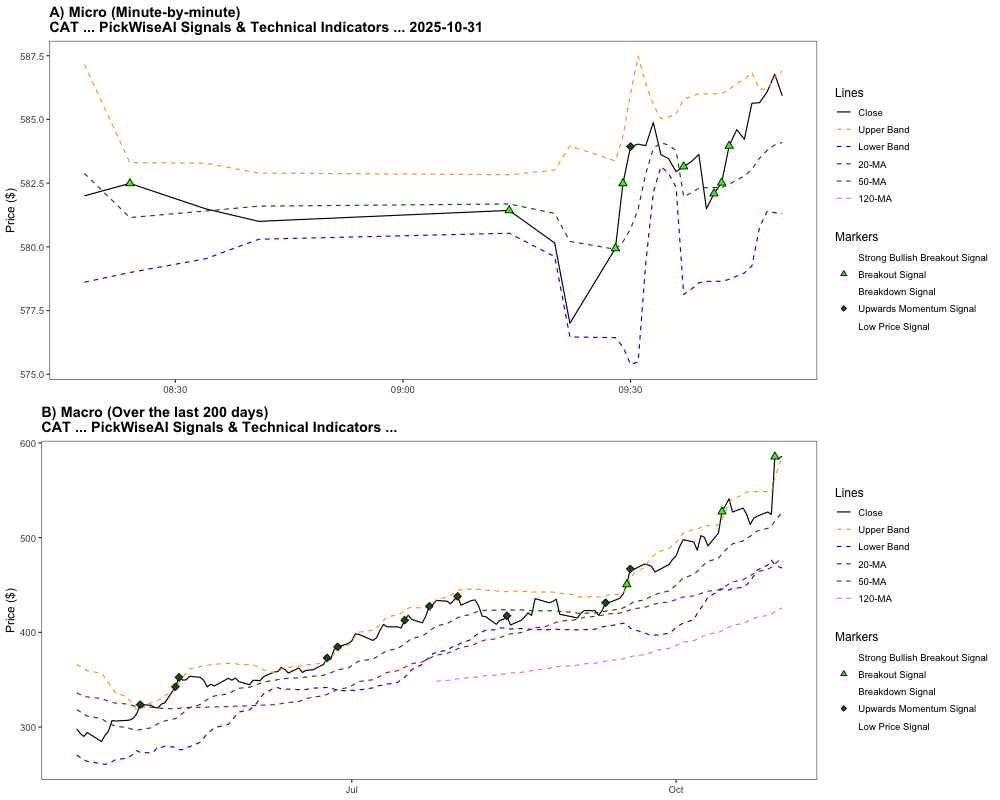 A) Micro (Minute-by-minute)
CAT ... PickWiseAI Signals & Technical Indicators ... 2025-10-31
Price ($)
587.5
585.0
582.5
580.0
577.5
575.0
08:30
09:00
09:30
Lines
Close
Upper Band
Lower Band
20-MA
50-MA
120-MA
Markers
Strong Bullish Breakout Signal
Breakout Signal
Breakdown Signal
Upwards Momentum Signal
Low Price Signal
B) Macro (Over the last 200 days)
CAT ... PickWiseAI Signals & Technical Indicators ...
Price ($)
600
500
400
300
Jul
Oct
Lines
Close
Upper Band
Lower Band
20-MA
50-MA
120-MA
Markers
Strong Bullish Breakout Signal
Breakout Signal
Breakdown Signal
Upwards Momentum Signal
Low Price Signal